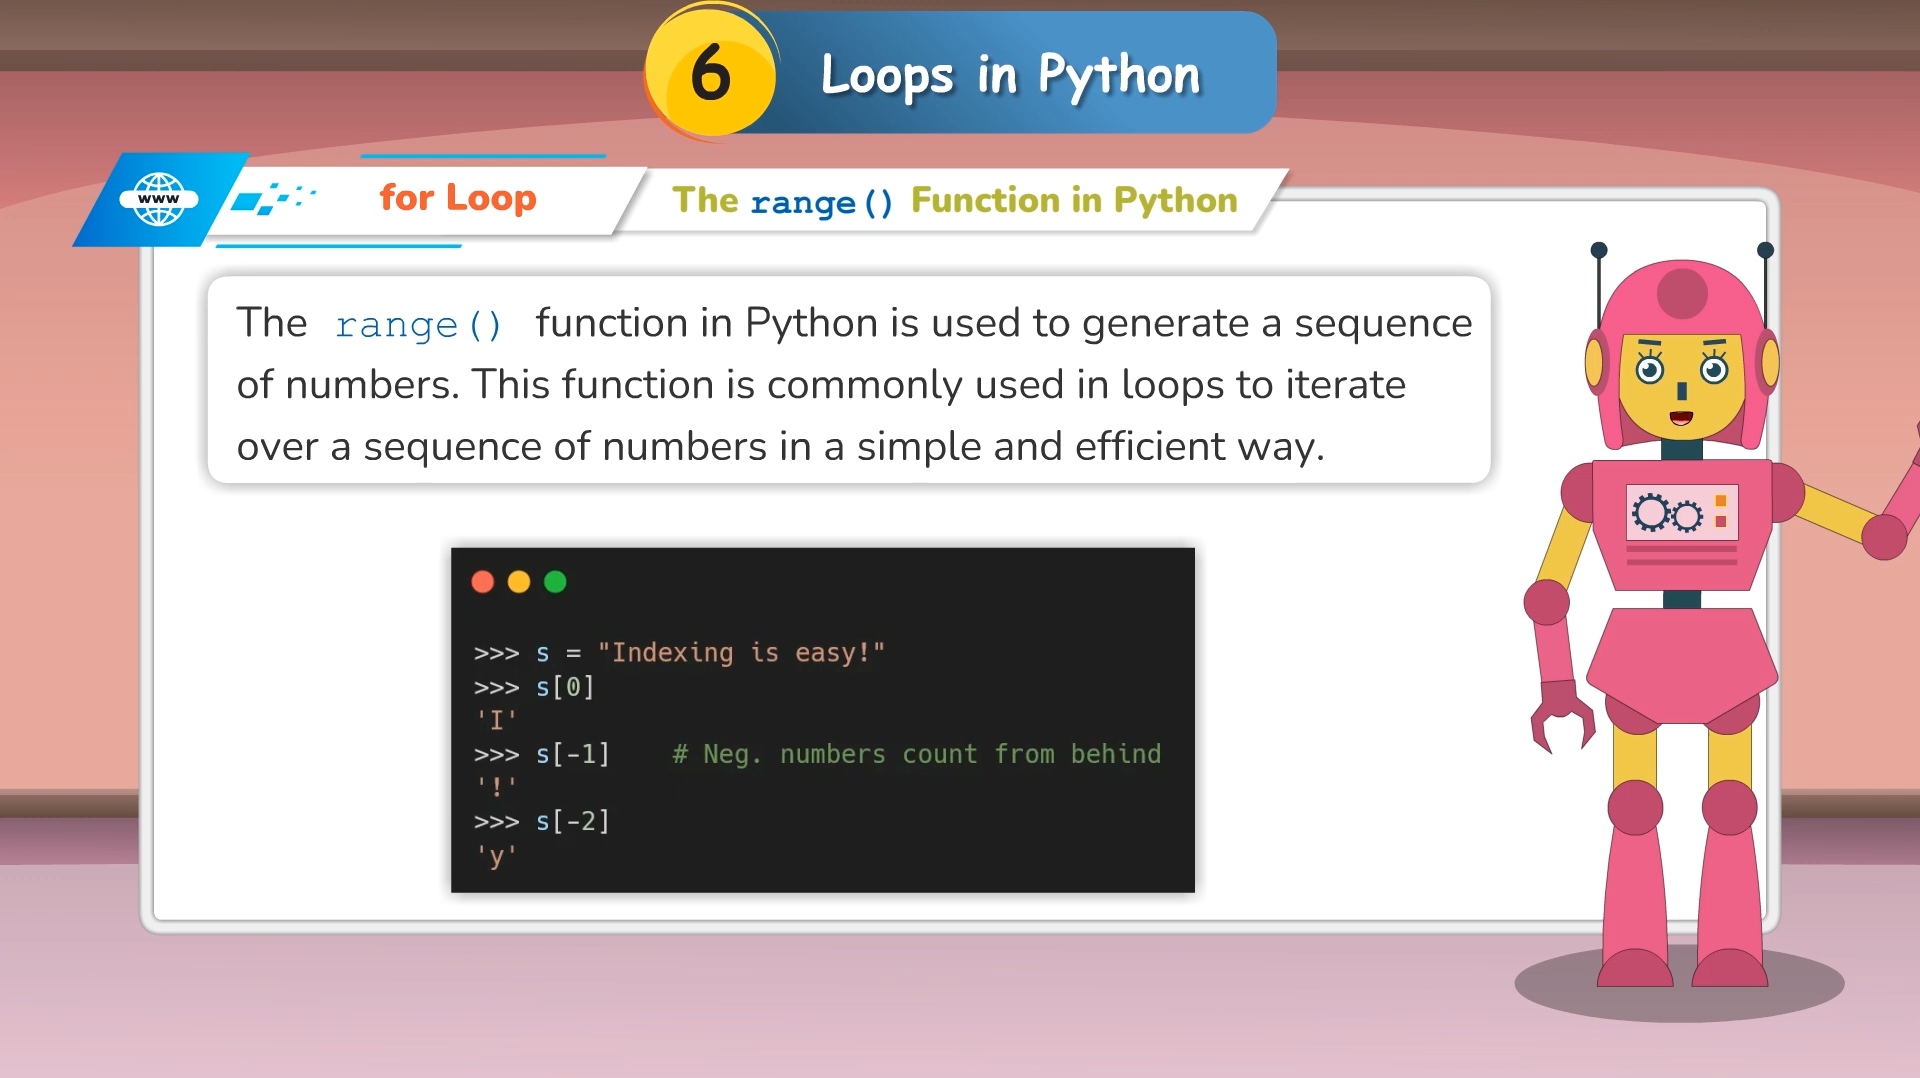 6 Loops in Python
www
for Loop
The range() Function in Python
The range() function in Python is used to generate a sequence
of numbers. This function is commonly used in loops to iterate
over a sequence of numbers in a simple and efficient way.
>>> s = "Indexing is easy!"
>>> s[0]
'I'
>>> s[-1]    # Neg. numbers count from behind
'!'
>>> s[-2]
'y'